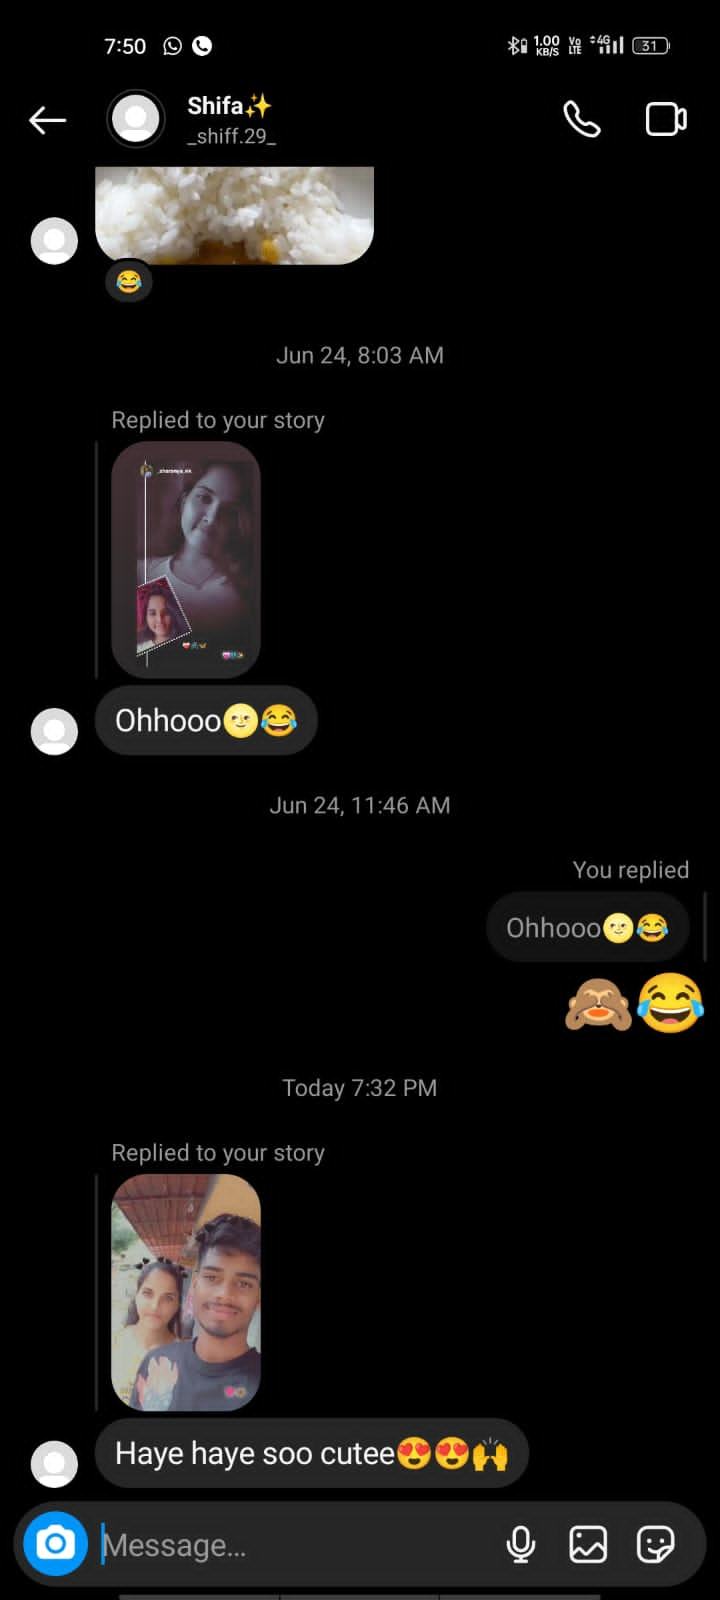 7:50
1.00 KB/S VoLTE 4G 31
Shifa✨
_shiff.29_
😂
Jun 24, 8:03 AM
Replied to your story
Ohhooo🌝😂
Jun 24, 11:46 AM
You replied
Ohhooo🌝😂
🙈😂
Today 7:32 PM
Replied to your story
Haye haye soo cutee😍😍🙌
Message...